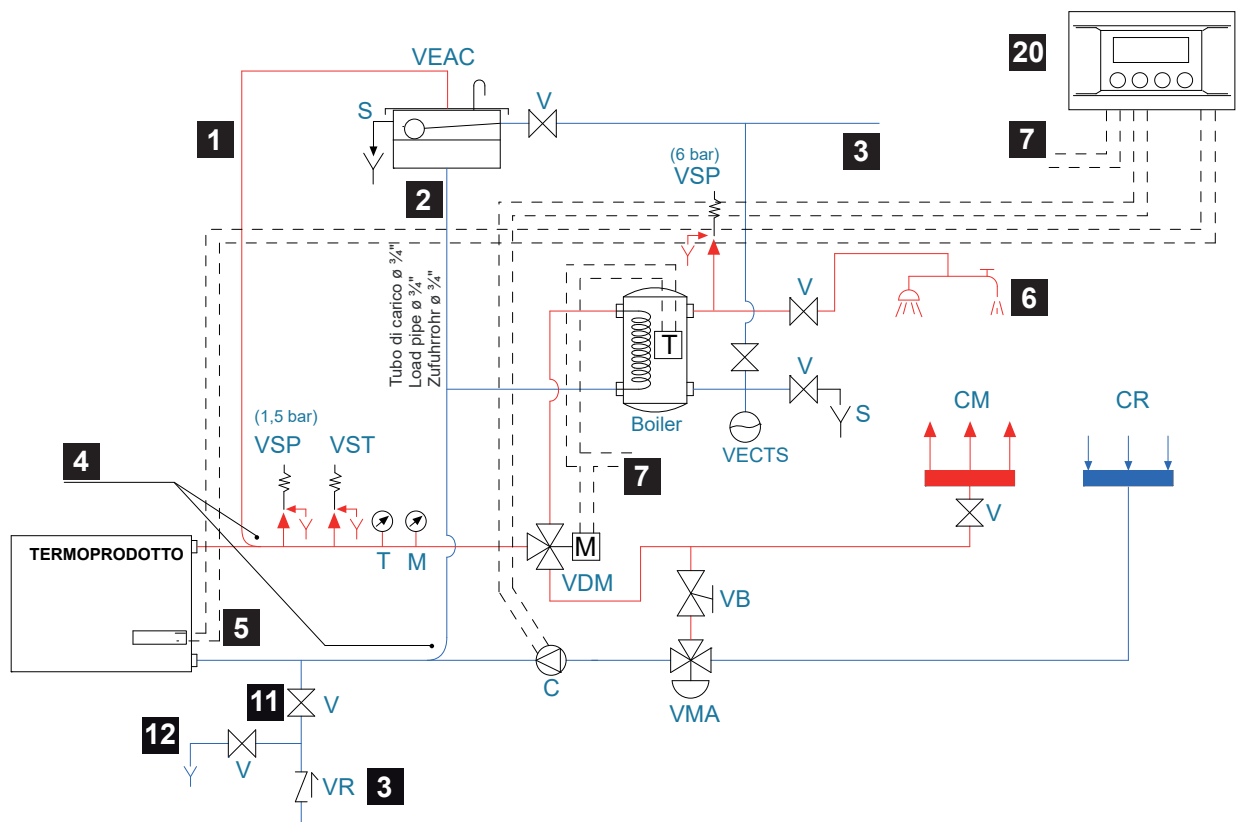 VEAC
20
S
V
1
7
3
(6 bar)
VSP
2
Tubo di carico ø ¾"
Load pipe ø ¾"
Zufuhrrohr ø ¾"
V
6
T
V
Boiler
S
CM
CR
(1,5 bar)
VSP
VST
VECTS
4
7
V
TERMOPRODOTTO
T
M
M
VDM
VB
5
C
VMA
11
V
12
V
VR
3